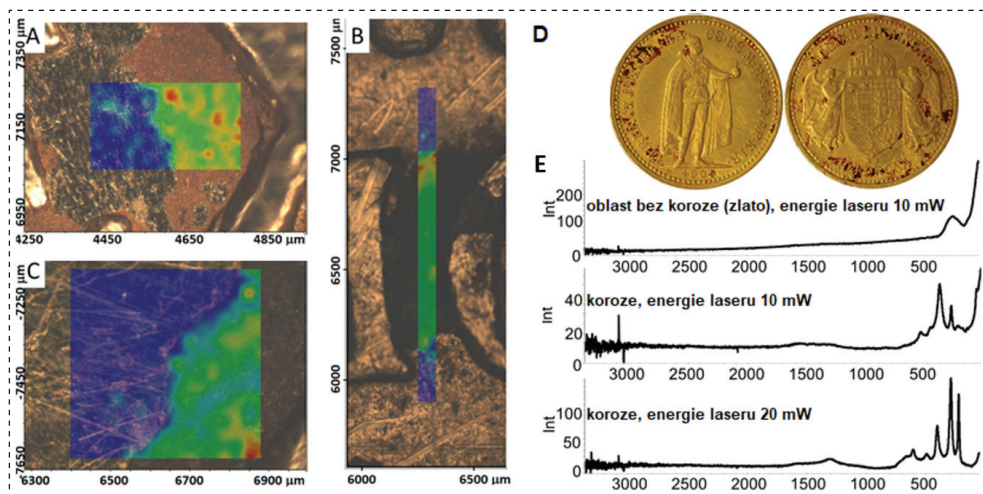 A
7350
7150
6950
4250 4450 4650 4850 µm
B
7500
7000
6500
6000
6000 6500 µm
C
-7250
-7450
-7650
6300 6500 6700 6900 µm
D
E
Int
200
100
0
oblast bez koroze (zlato), energie laseru 10 mW
3000 2500 2000 1500 1000 500
Int
40
20
0
koroze, energie laseru 10 mW
3000 2500 2000 1500 1000 500
Int
100
50
0
koroze, energie laseru 20 mW
3000 2500 2000 1500 1000 500